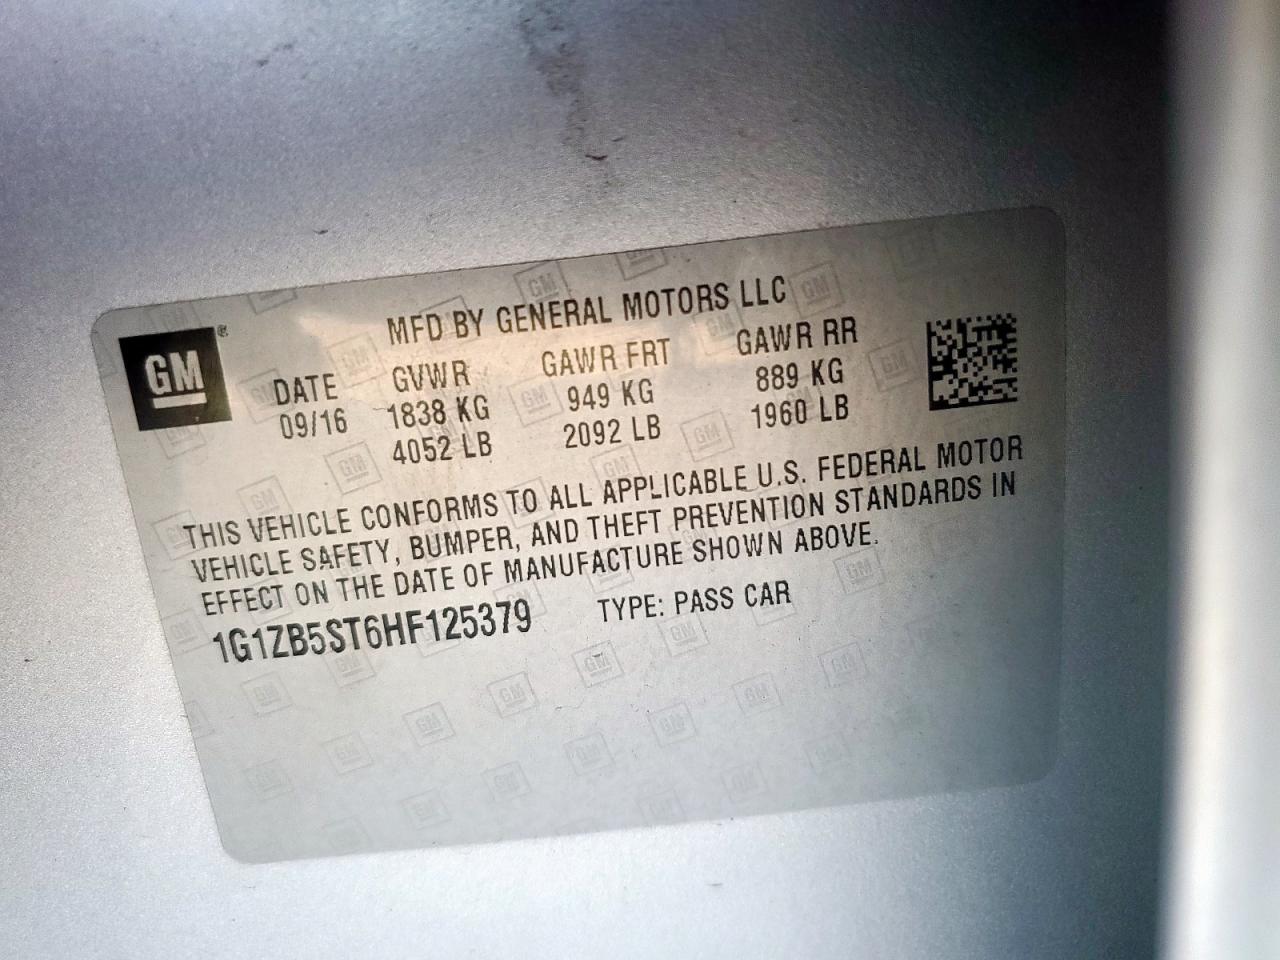 MFD BY GENERAL MOTORS LLC
GM ®
DATE GVWR GAWR FRT GAWR RR
09/16 1838 KG 949 KG 889 KG
4052 LB 2092 LB 1960 LB
THIS VEHICLE CONFORMS TO ALL APPLICABLE U.S. FEDERAL MOTOR
VEHICLE SAFETY, BUMPER, AND THEFT PREVENTION STANDARDS IN
EFFECT ON THE DATE OF MANUFACTURE SHOWN ABOVE.
1G1ZB5ST6HF125379 TYPE: PASS CAR